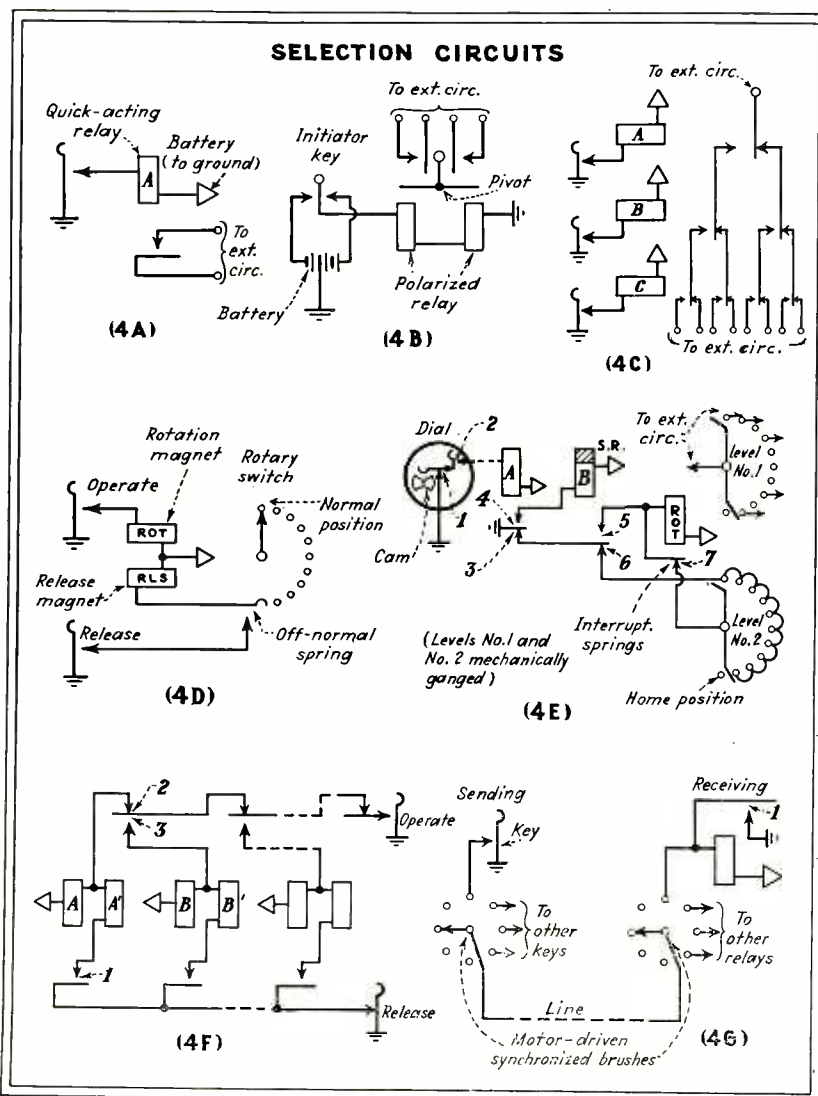 SELECTION CIRCUITS
Quick-acting
relay
Battery
(to ground)
A
To
ext.
circ.
(4A)
To ext. circ.
Initiator
key
Pivot
Polarized
relay
Battery
(4B)
To ext. circ.
A
B
C
To ext. circ.
(4C)
Rotation
magnet
Operate
Rotary
switch
Normal
position
ROT
RLS
Release
magnet
Release
Off-normal
spring
(4D)
Dial
2
A
S.R.
B
1
Cam
4
3
5
6
ROT
7
To ext.
circ.
Level
No.1
Interrupt.
springs
Level
No.2
(Levels No.1 and
No. 2 mechanically
ganged)
Home position
(4E)
2
3
Operate
A
A'
B
B'
1
Release
(4F)
Sending
Key
To
other
keys
Line
Motor-driven
synchronized brushes
Receiving
1
To
other
relays
(4G)